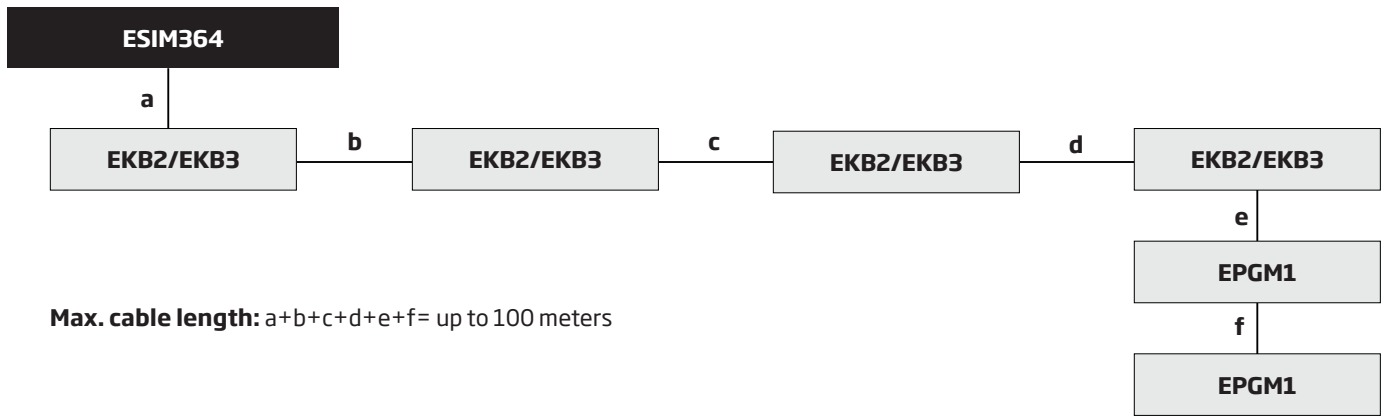 ESIM364
a
EKB2/EKB3
b
EKB2/EKB3
c
EKB2/EKB3
d
EKB2/EKB3
e
EPGM1
Max. cable length: a+b+c+d+e+f= up to 100 meters
f
EPGM1